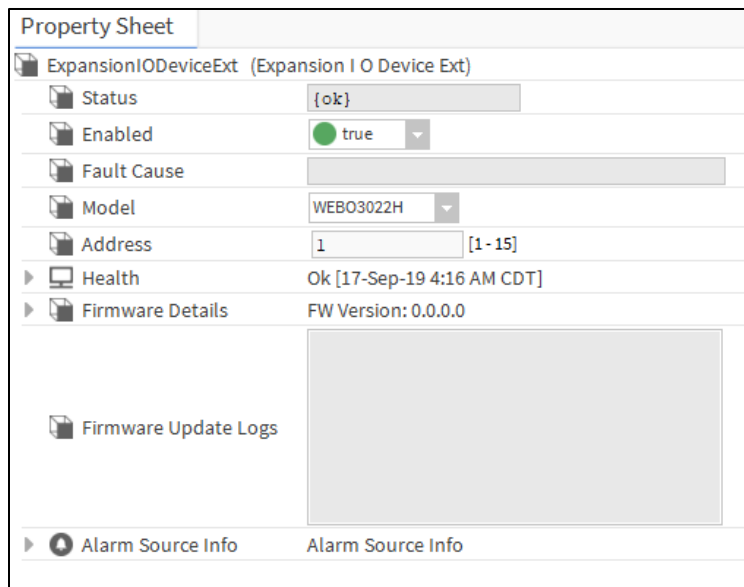 Property Sheet
ExpansionIODeviceExt (Expansion I O Device Ext)
Status {ok}
Enabled true
Fault Cause
Model WEBO3022H
Address 1 [1-15]
Health Ok [17-Sep-19 4:16 AM CDT]
Firmware Details FW Version: 0.0.0.0
Firmware Update Logs
Alarm Source Info Alarm Source Info